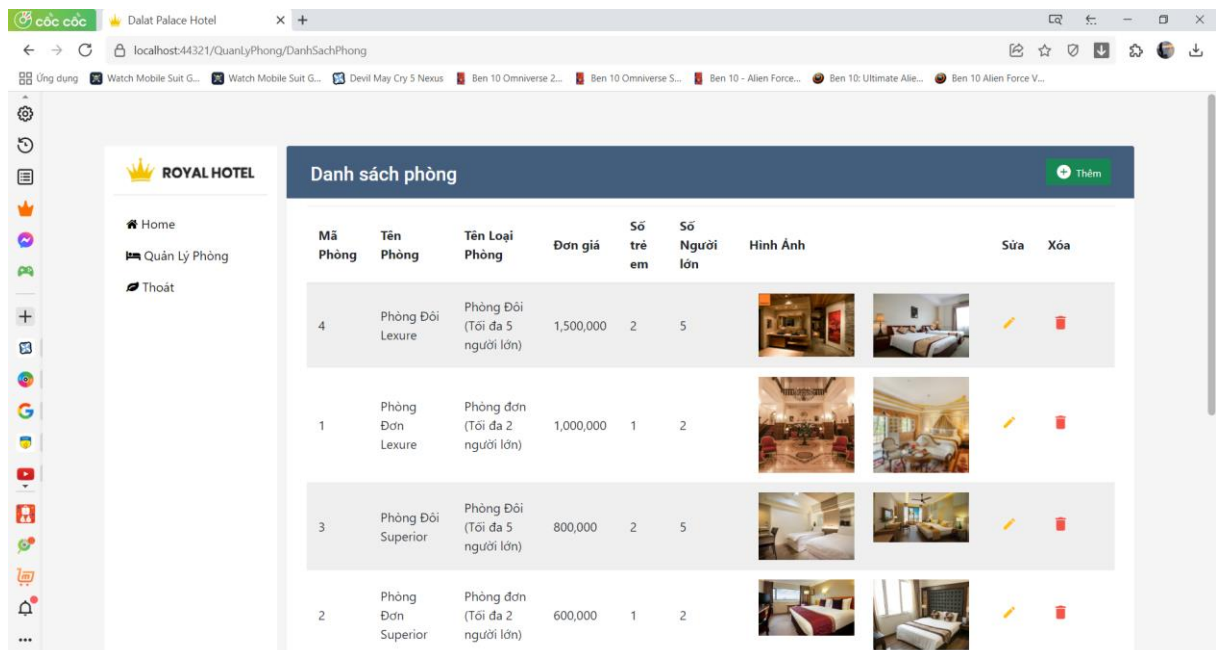 cốc cốc
Dalat Palace Hotel
localhost:44321/QuanLyPhong/DanhSachPhong
Ứng dụng
Watch Mobile Suit G...
Watch Mobile Suit G...
Devil May Cry 5 Nexus
Ben 10 Omniverse 2...
Ben 10 Omniverse S...
Ben 10 - Alien Force...
Ben 10: Ultimate Alie...
Ben 10 Alien Force V...
ROYAL HOTEL
Home
Quản Lý Phòng
Thoát
Danh sách phòng
Thêm
Mã
Phòng
Tên
Phòng
Tên Loại
Phòng
Đơn giá
Số
trẻ
em
Số
Người
lớn
Hình Ảnh
Sửa
Xóa
4
Phòng Đôi
Lexure
Phòng Đôi
(Tối đa 5
người lớn)
1,500,000
2
5
1
Phòng
Đơn
Lexure
Phòng đơn
(Tối đa 2
người lớn)
1,000,000
1
2
3
Phòng Đôi
Superior
Phòng Đôi
(Tối đa 5
người lớn)
800,000
2
5
2
Phòng
Đơn
Superior
Phòng đơn
(Tối đa 2
người lớn)
600,000
1
2